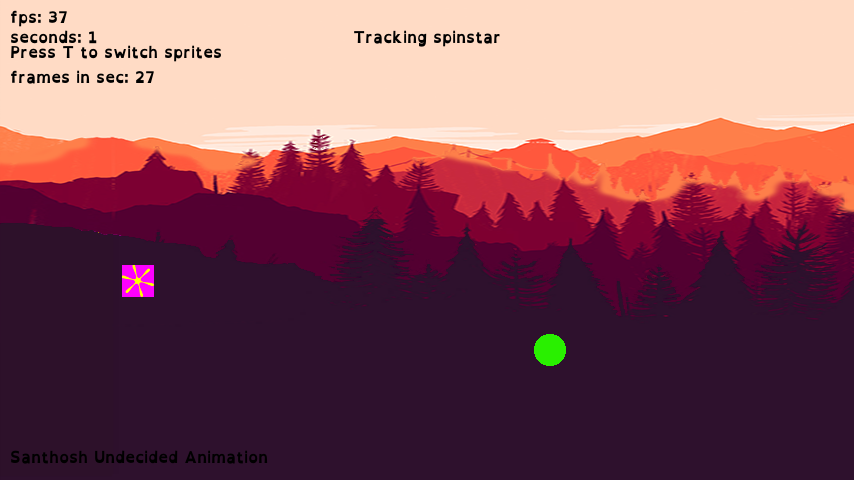 fps: 37
seconds: 1
Press T to switch sprites
frames in sec: 27
Tracking spinstar
Santhosh Undecided Animation